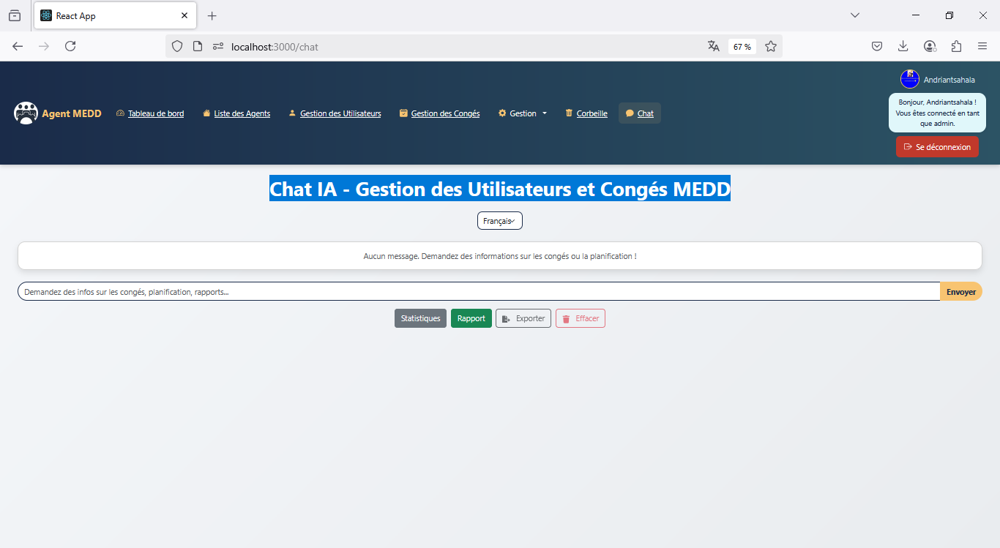 React App
localhost:3000/chat
67 %
Andriantsahala
Bonjour, Andriantsahala !
Vous êtes connecté en tant
que admin.
Se déconnexion
Agent MEDD
Tableau de bord
Liste des Agents
Gestion des Utilisateurs
Gestion des Congés
Gestion
Corbeille
Chat
Chat IA - Gestion des Utilisateurs et Congés MEDD
Français
Aucun message. Demandez des informations sur les congés ou la planification !
Demandez des infos sur les congés, planification, rapports...
Envoyer
Statistiques
Rapport
Exporter
Effacer